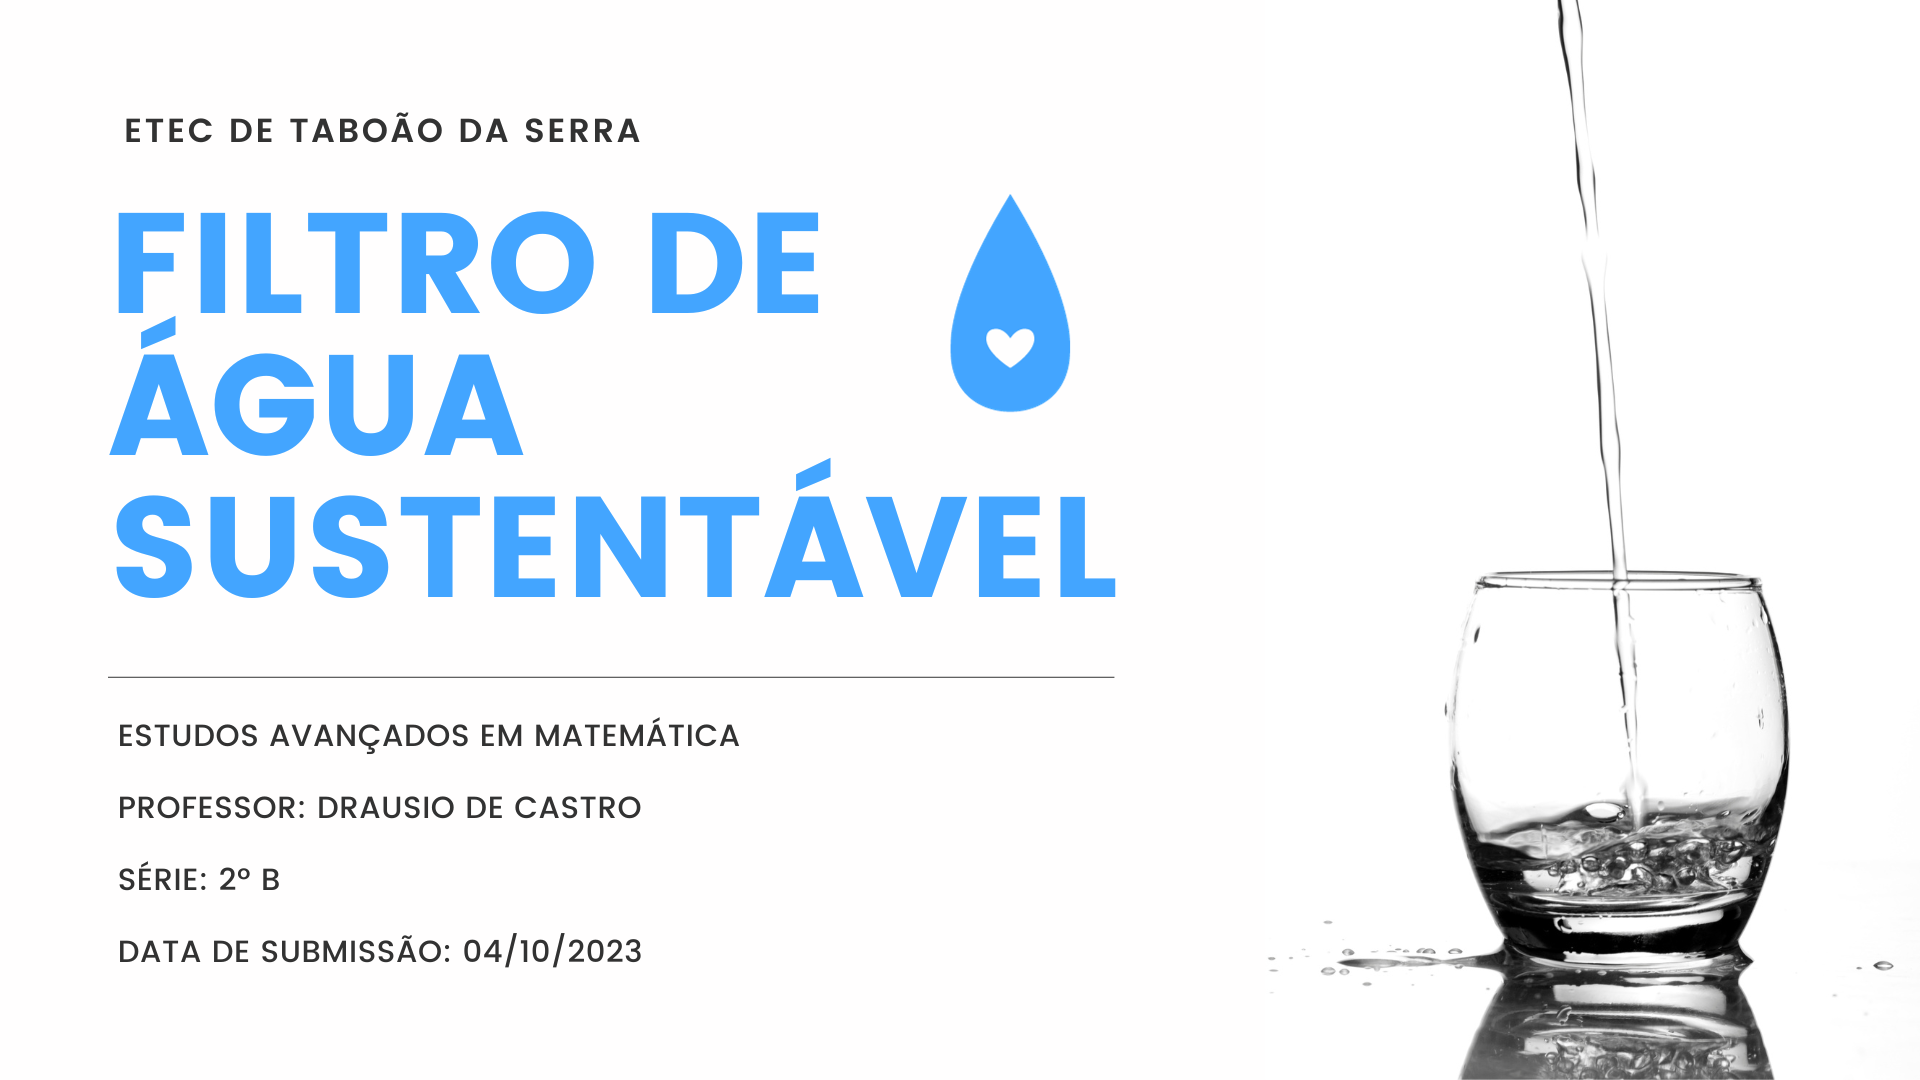 ETEC DE TABOÃO DA SERRA
FILTRO DE
ÁGUA
SUSTENTÁVEL
ESTUDOS AVANÇADOS EM MATEMÁTICA
PROFESSOR: DRAUSIO DE CASTRO
SÉRIE: 2º B
DATA DE SUBMISSÃO: 04/10/2023